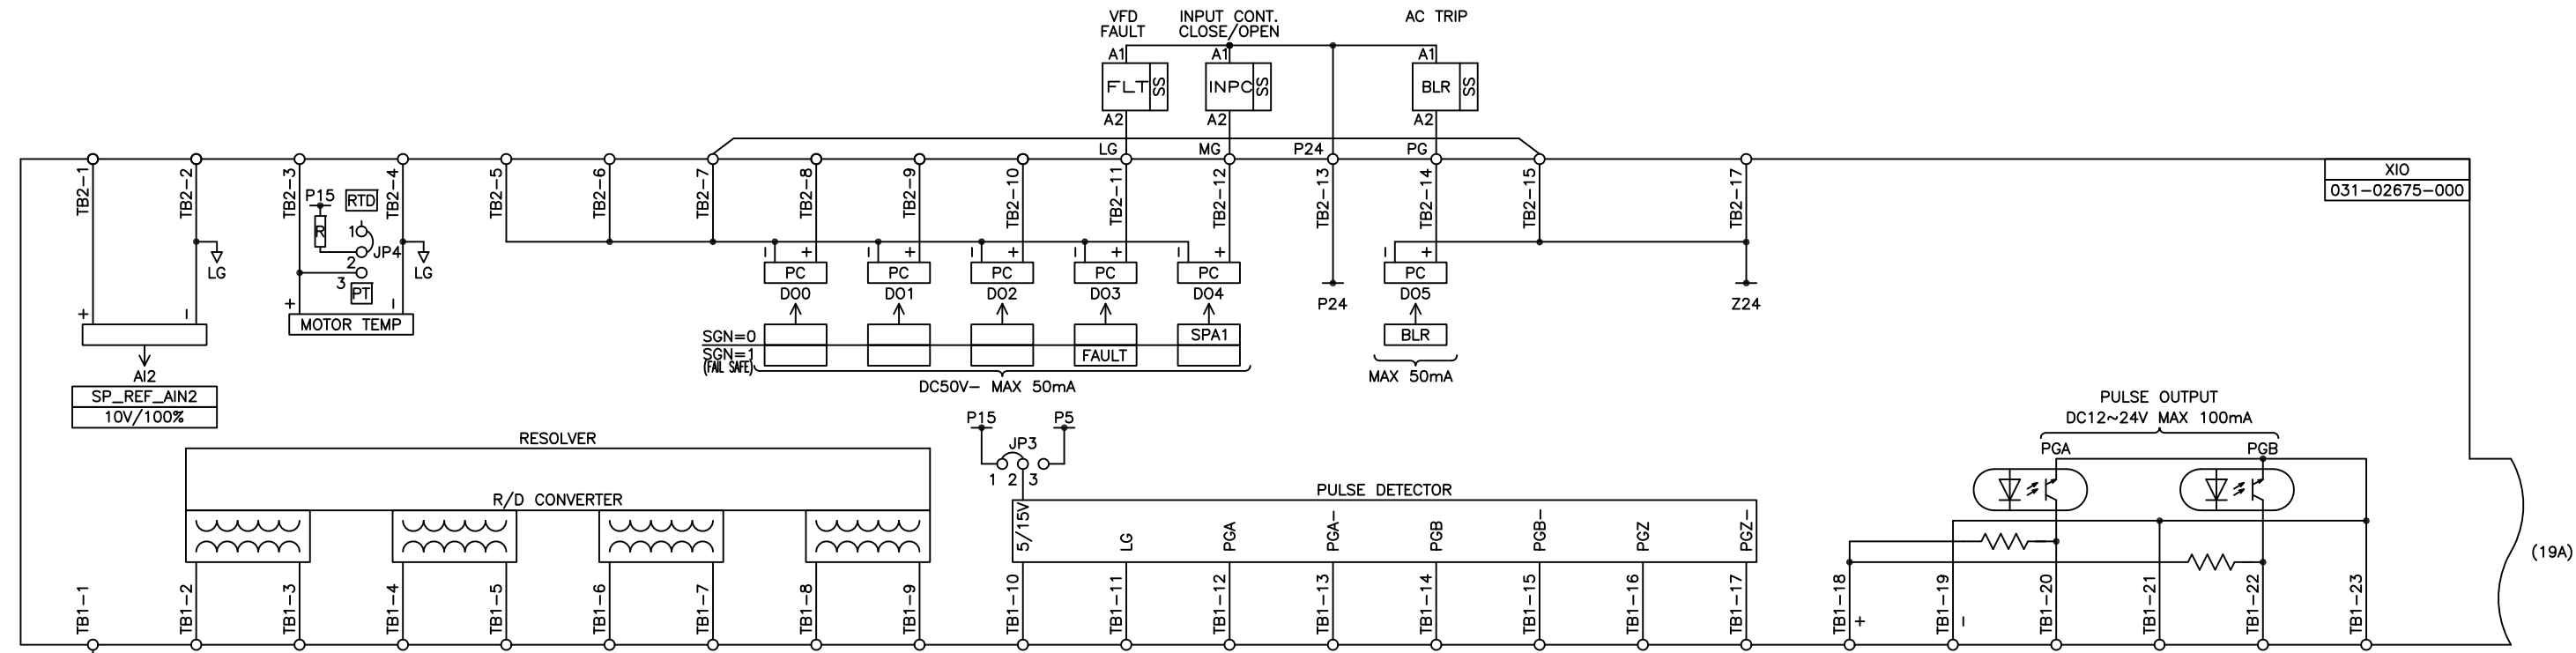 VFD
FAULT
INPUT CONT.
CLOSE/OPEN
AC TRIP
A1 A1 A1
FLT SS
INPC SS
BLR SS
A2 A2 A2
LG MG P24 PG
TB2-1
TB2-2
TB2-3
TB2-4
TB2-5
TB2-6
TB2-7
TB2-8
TB2-9
TB2-10
TB2-11
TB2-12
TB2-13
TB2-14
TB2-15
TB2-17
XIO
031-02675-000
P15
RTD
R
1
JP4
2
3
PT
LG
LG
+ -
+ -
MOTOR TEMP
- +
- +
- +
- +
- +
- +
PC PC PC PC PC PC
DO0 DO1 DO2 DO3 DO4 DO5
P24
Z24
SGN=0
SPA1
BLR
SGN=1
(FAIL SAFE)
FAULT
DC50V- MAX 50mA
MAX 50mA
AI2
SP_REF_AIN2
10V/100%
RESOLVER
R/D CONVERTER
P15
P5
JP3
1 2 3
PULSE DETECTOR
5/15V
LG
PGA
PGA-
PGB
PGB-
PGZ
PGZ-
PULSE OUTPUT
DC12~24V MAX 100mA
PGA PGB
(19A)
TB1-1
TB1-2
TB1-3
TB1-4
TB1-5
TB1-6
TB1-7
TB1-8
TB1-9
TB1-10
TB1-11
TB1-12
TB1-13
TB1-14
TB1-15
TB1-16
TB1-17
TB1-18
+
TB1-19
-
TB1-20
TB1-21
TB1-22
TB1-23